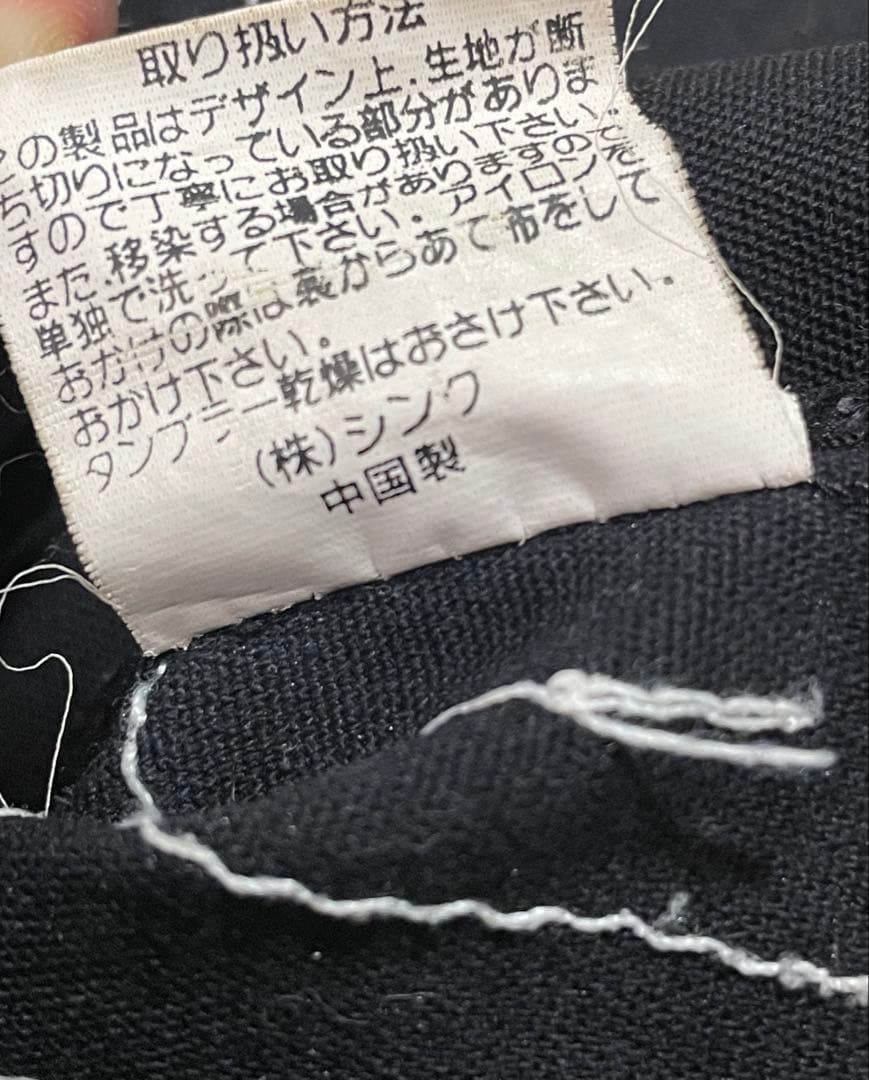 取り扱い方法
この製品はデザイン上.生地が断
ち切りになっている部分がありま
すので丁寧にお取り扱い下さい。
また.移染する場合がありますので
単独で洗って下さい.アイロンを
おかけの際は裏からあて布をして
おかけ下さい。
タンブラー乾燥はおさけ下さい.
(株)シンク
中国製